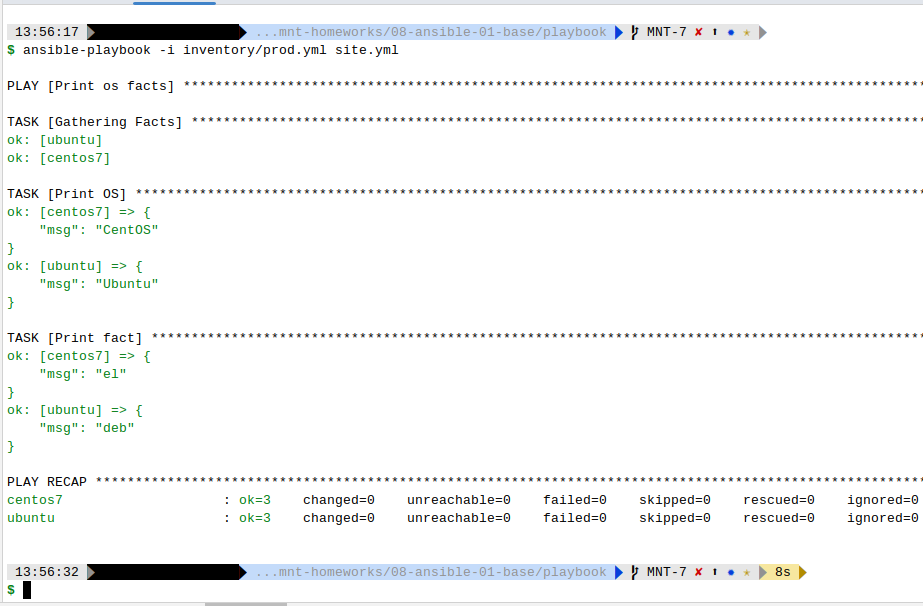 13:56:17 ...mnt-homeworks/08-ansible-01-base/playbook MNT-7 ✘ ⬆ ✹ ✭
$ ansible-playbook -i inventory/prod.yml site.yml
PLAY [Print os facts] ********************************************************************************************
TASK [Gathering Facts] *******************************************************************************************
ok: [ubuntu]
ok: [centos7]
TASK [Print OS] **************************************************************************************************
ok: [centos7] => {
    "msg": "CentOS"
}
ok: [ubuntu] => {
    "msg": "Ubuntu"
}
TASK [Print fact] ************************************************************************************************
ok: [centos7] => {
    "msg": "el"
}
ok: [ubuntu] => {
    "msg": "deb"
}
PLAY RECAP *******************************************************************************************************
centos7                    : ok=3    changed=0    unreachable=0    failed=0    skipped=0    rescued=0    ignored=0
ubuntu                     : ok=3    changed=0    unreachable=0    failed=0    skipped=0    rescued=0    ignored=0
13:56:32 ...mnt-homeworks/08-ansible-01-base/playbook MNT-7 ✘ ⬆ ✹ ✭ 8s
$